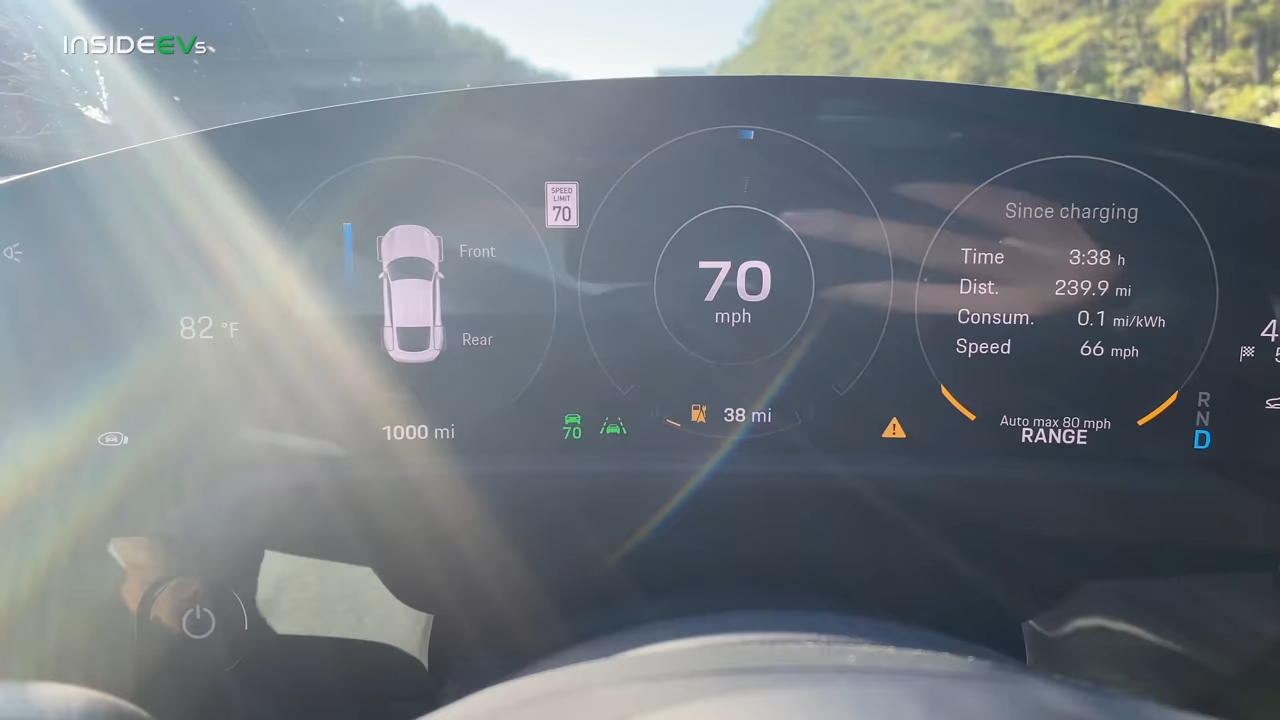 INSIDEEVs
SPEED
LIMIT
70
Front
Rear
82 °F
1000 mi
70
mph
70
38 mi
Since charging
Time 3:38 h
Dist. 239.9 mi
Consum. 0.1 mi/kWh
Speed 66 mph
Auto max 80 mph
RANGE
R
N
D
4